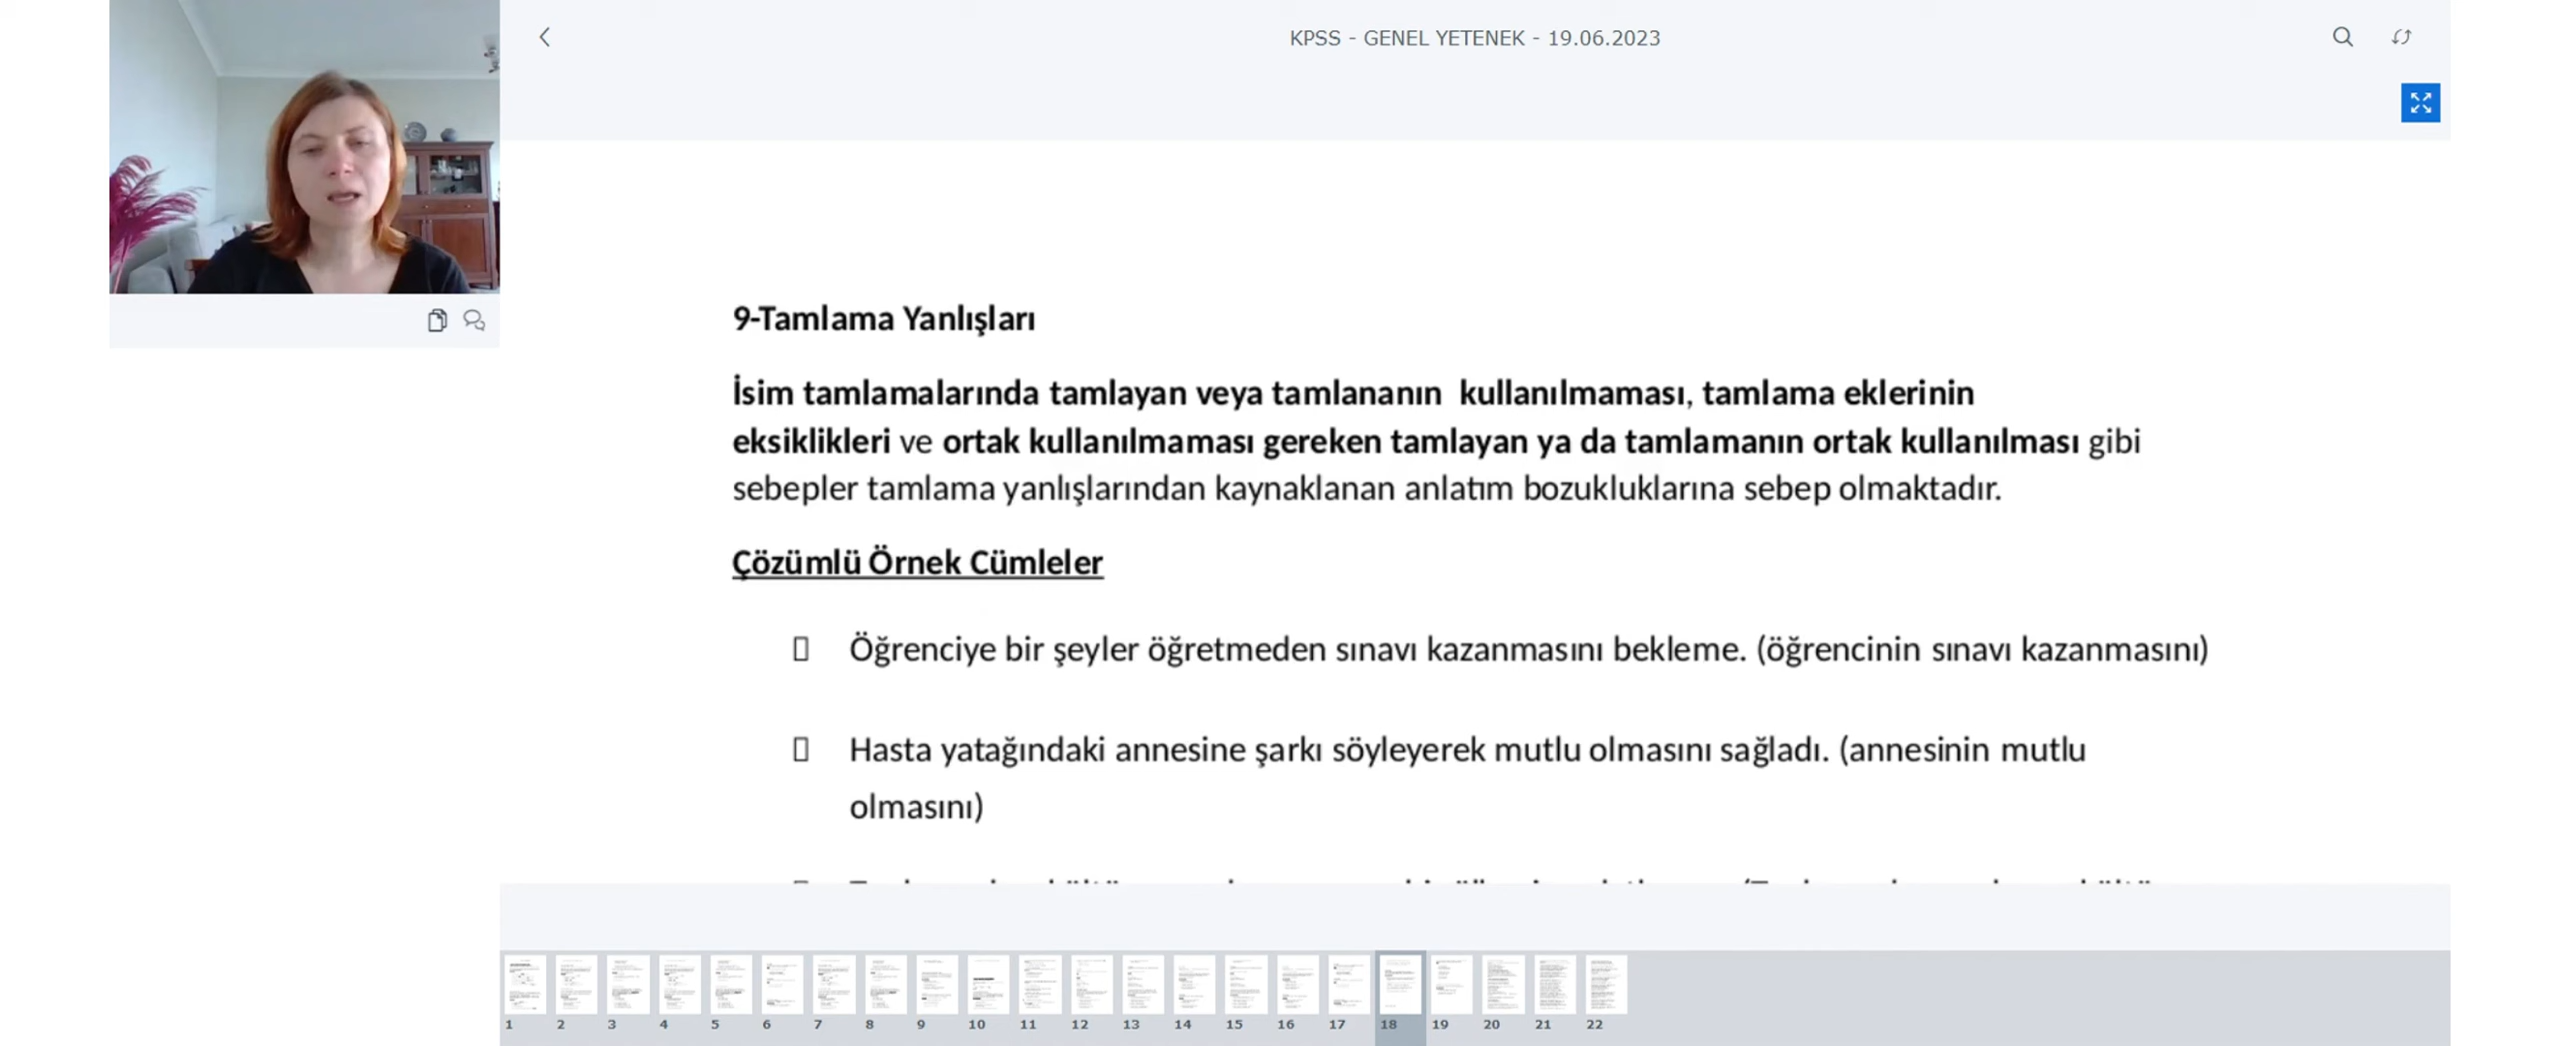 KPSS - GENEL YETENEK - 19.06.2023
9-Tamlama Yanlışları
İsim tamlamalarında tamlayan veya tamlananın  kullanılmaması, tamlama eklerinin
eksiklikleri ve ortak kullanılmaması gereken tamlayan ya da tamlamanın ortak kullanılması gibi
sebepler tamlama yanlışlarından kaynaklanan anlatım bozukluklarına sebep olmaktadır.
Çözümlü Örnek Cümleler
Öğrenciye bir şeyler öğretmeden sınavı kazanmasını bekleme. (öğrencinin sınavı kazanmasını)
Hasta yatağındaki annesine şarkı söyleyerek mutlu olmasını sağladı. (annesinin mutlu
olmasını)
1 2 3 4 5 6 7 8 9 10 11 12 13 14 15 16 17 18 19 20 21 22